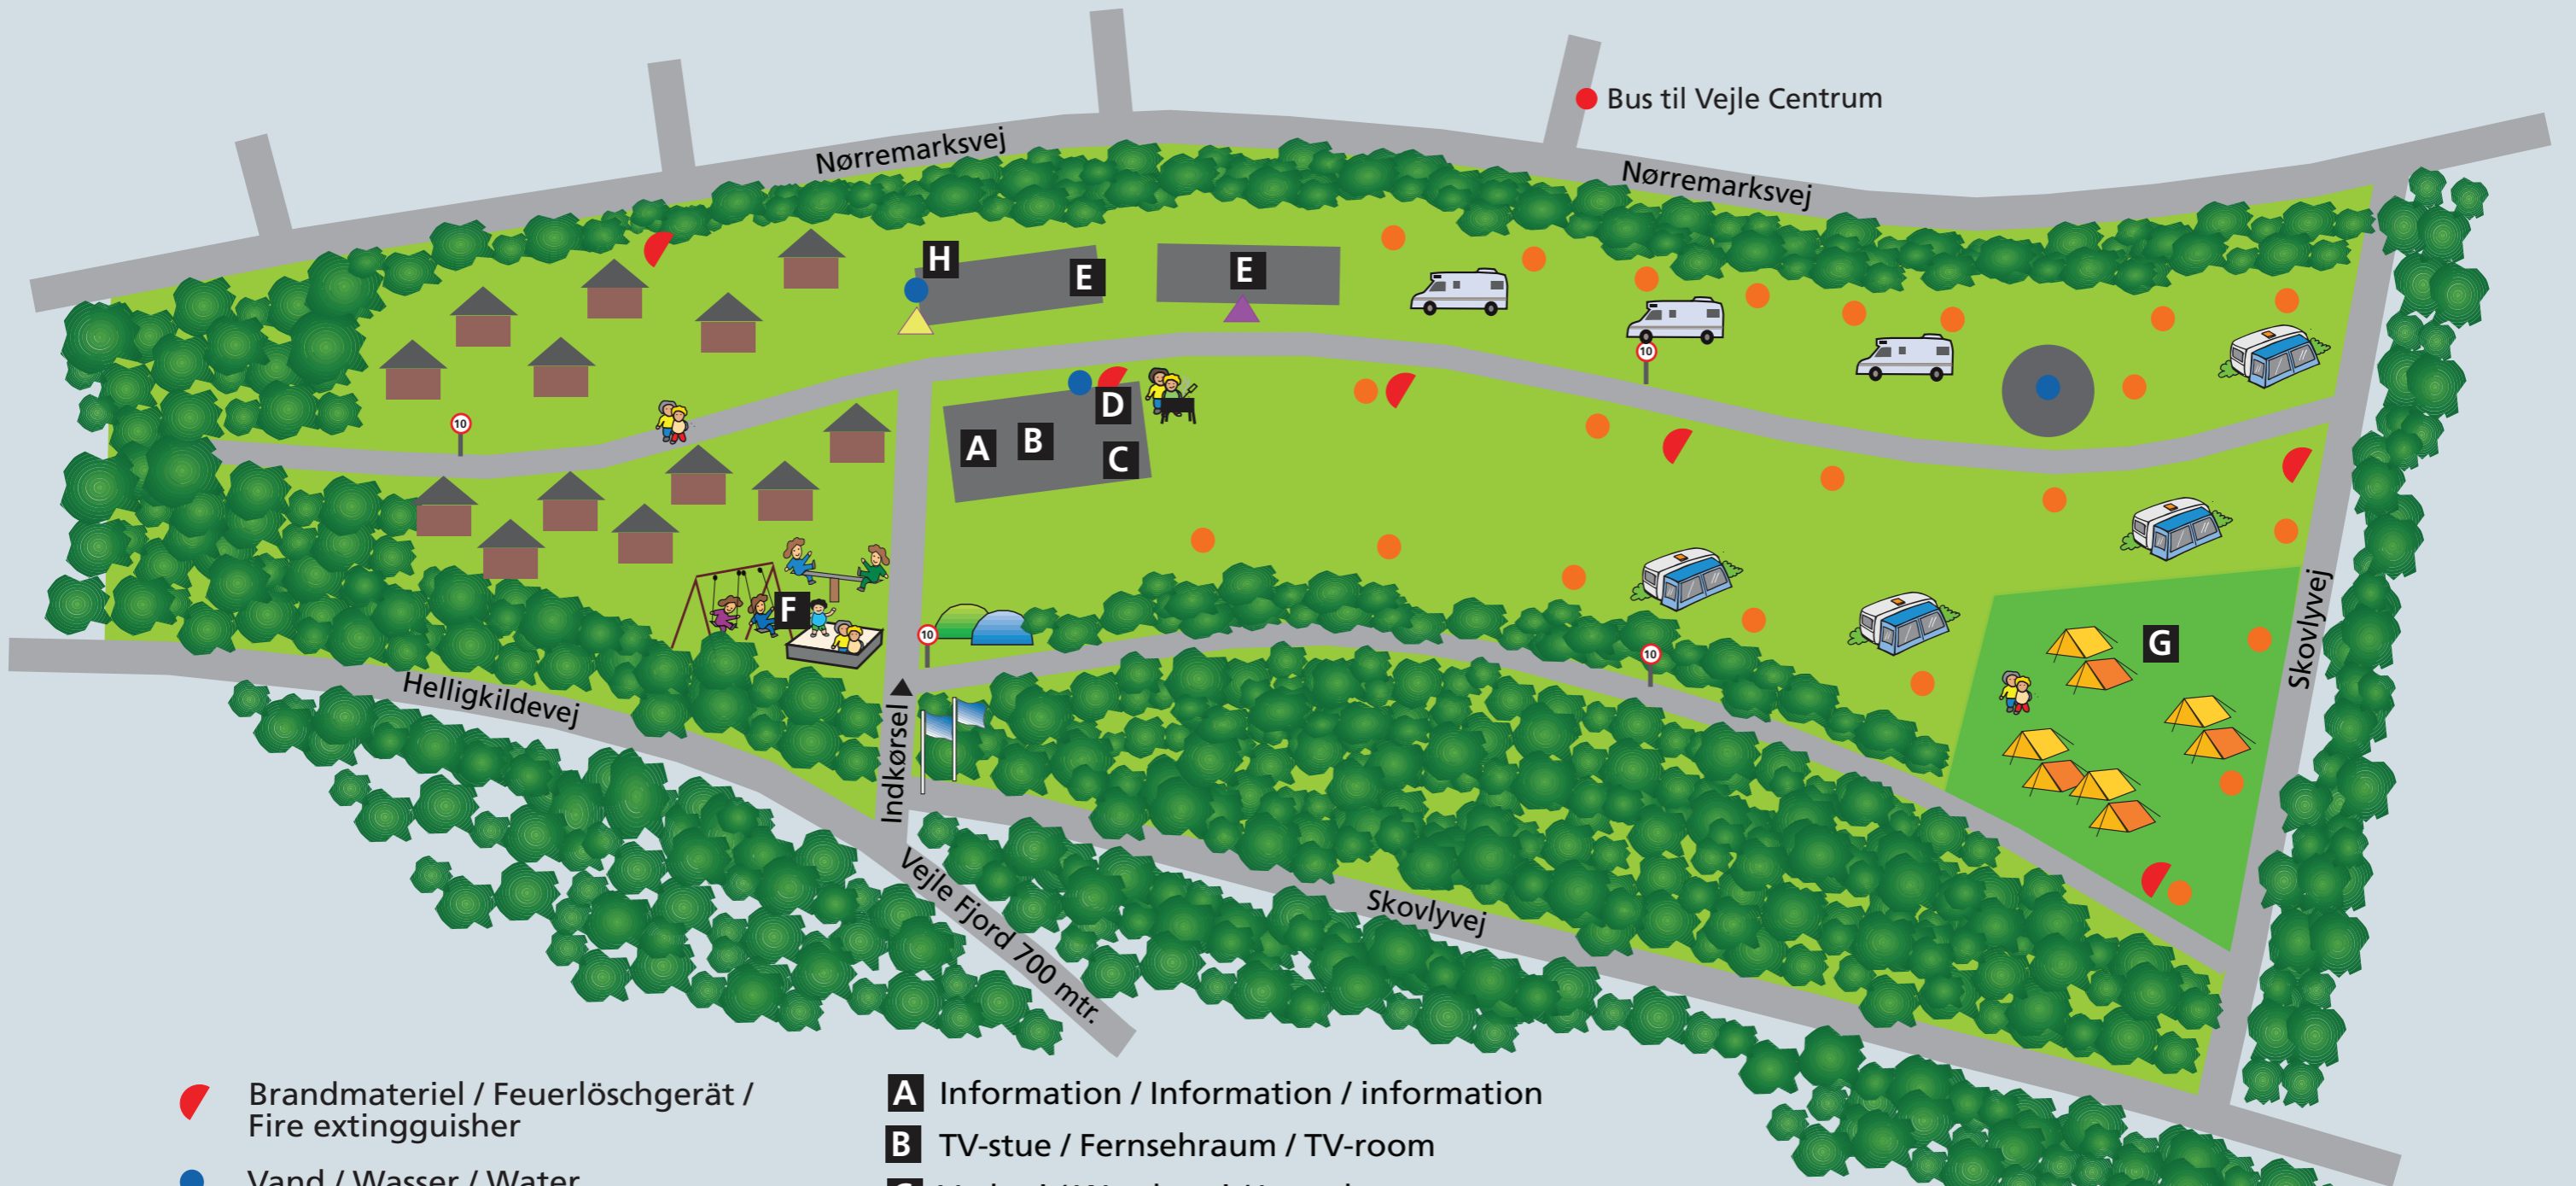 Bus til Vejle Centrum
Nørremarksvej
Nørremarksvej
H
E
E
10
10
D
A
B
C
F
10
10
G
Skovlyvej
Helligkildevej
Indkørsel
Vejle Fjord 700 mtr.
Skovlyvej
Brandmateriel / Feuerlöschgerät /
Fire extingguisher
Vand / Wasser / Water
A Information / Information / information
B TV-stue / Fernsehraum / TV-room